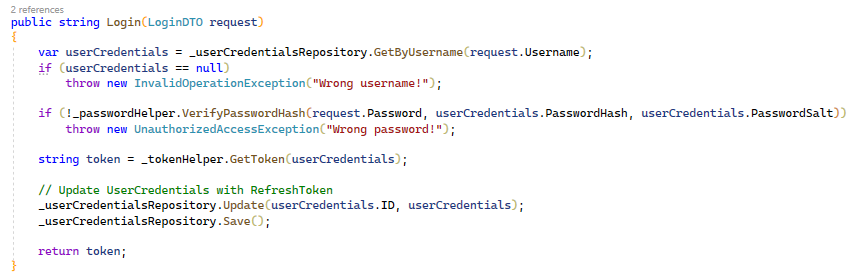 2 references
public string Login(LoginDTO request)
{
    var userCredentials = _userCredentialsRepository.GetByUsername(request.Username);
    if (userCredentials == null)
        throw new InvalidOperationException("Wrong username!");

    if (!_passwordHelper.VerifyPasswordHash(request.Password, userCredentials.PasswordHash, userCredentials.PasswordSalt))
        throw new UnauthorizedAccessException("Wrong password!");

    string token = _tokenHelper.GetToken(userCredentials);

    // Update UserCredentials with RefreshToken
    _userCredentialsRepository.Update(userCredentials.ID, userCredentials);
    _userCredentialsRepository.Save();

    return token;
}